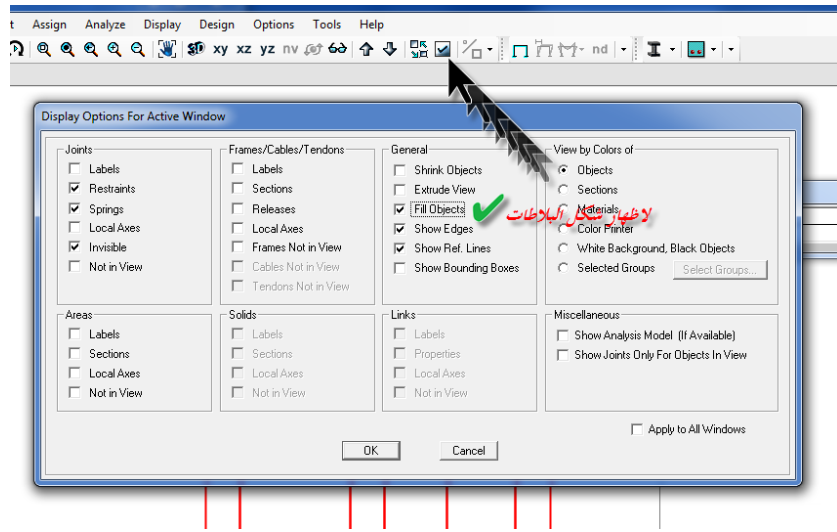 t Assign Analyze Display Design Options Tools Help
3D xy xz yz nv nd
Display Options For Active Window
Joints
Labels
Restraints
Springs
Local Axes
Invisible
Not in View
Frames/Cables/Tendons
Labels
Sections
Releases
Local Axes
Frames Not in View
Cables Not in View
Tendons Not in View
General
Shrink Objects
Extrude View
Fill Objects
Show Edges
Show Ref. Lines
Show Bounding Boxes
View by Colors of
Objects
Sections
Materials
Color Printer
White Background, Black Objects
Selected Groups Select Groups...
لاظهار شكل البلاطات
Areas
Labels
Sections
Local Axes
Not in View
Solids
Labels
Sections
Local Axes
Not in View
Links
Labels
Properties
Local Axes
Not in View
Miscellaneous
Show Analysis Model (If Available)
Show Joints Only For Objects In View
Apply to All Windows
OK Cancel